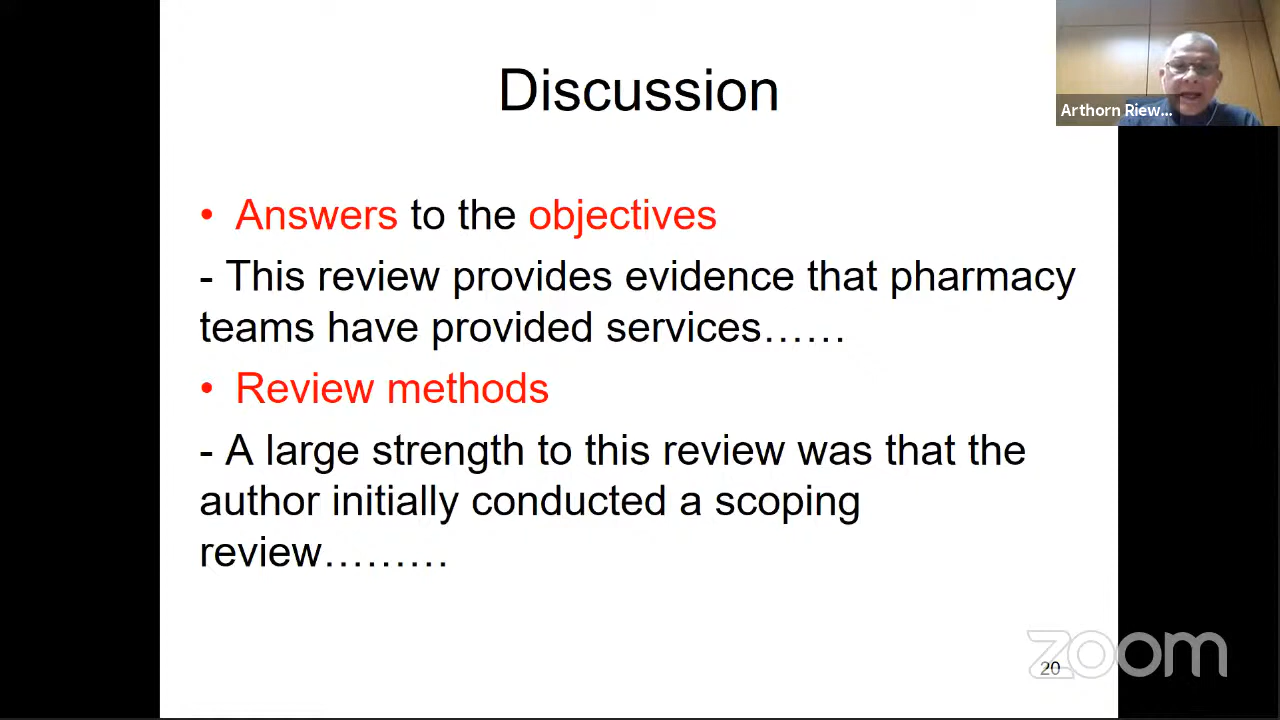 Discussion
Arthorn Riew...
• Answers to the objectives
- This review provides evidence that pharmacy
teams have provided services……
• Review methods
- A large strength to this review was that the
author initially conducted a scoping
review………
zoom
20